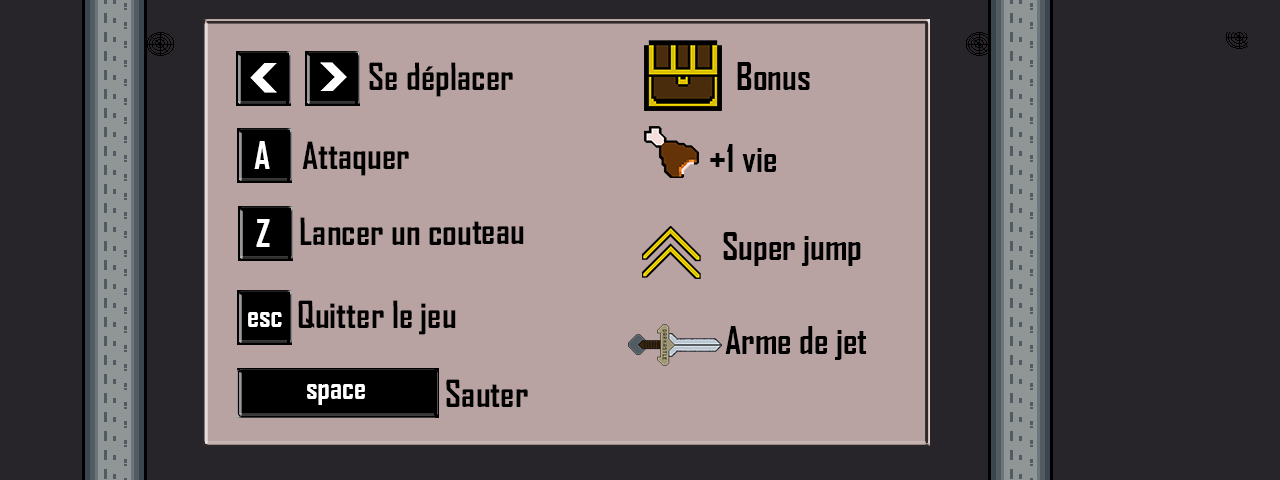 Se déplacer
A Attaquer
Z Lancer un couteau
esc Quitter le jeu
space Sauter
Bonus
+1 vie
Super jump
Arme de jet